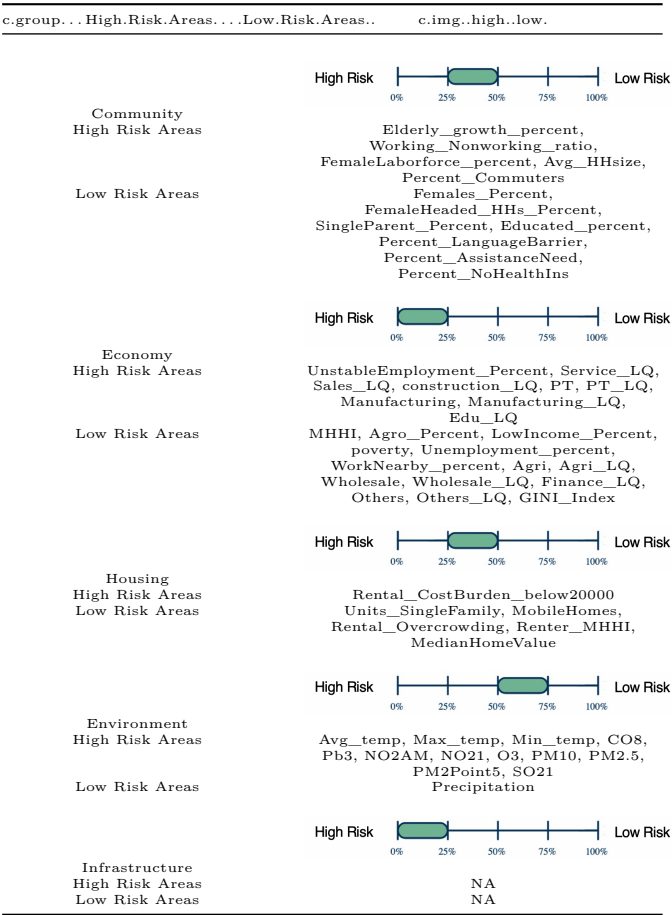 c.group...High.Risk.Areas....Low.Risk.Areas.. c.img..high..low.
High Risk Low Risk
0% 25% 50% 75% 100%
Community
High Risk Areas Elderly_growth_percent,
Working_Nonworking_ratio,
FemaleLaborforce_percent, Avg_HHsize,
Percent_Commuters
Low Risk Areas Females_Percent,
FemaleHeaded_HHs_Percent,
SingleParent_Percent, Educated_percent,
Percent_LanguageBarrier,
Percent_AssistanceNeed,
Percent_NoHealthIns
High Risk Low Risk
0% 25% 50% 75% 100%
Economy
High Risk Areas UnstableEmployment_Percent, Service_LQ,
Sales_LQ, construction_LQ, PT, PT_LQ,
Manufacturing, Manufacturing_LQ,
Edu_LQ
Low Risk Areas MHHI, Agro_Percent, LowIncome_Percent,
poverty, Unemployment_percent,
WorkNearby_percent, Agri, Agri_LQ,
Wholesale, Wholesale_LQ, Finance_LQ,
Others, Others_LQ, GINI_Index
High Risk Low Risk
0% 25% 50% 75% 100%
Housing
High Risk Areas Rental_CostBurden_below20000
Low Risk Areas Units_SingleFamily, MobileHomes,
Rental_Overcrowding, Renter_MHHI,
MedianHomeValue
High Risk Low Risk
0% 25% 50% 75% 100%
Environment
High Risk Areas Avg_temp, Max_temp, Min_temp, CO8,
Pb3, NO2AM, NO21, O3, PM10, PM2.5,
PM2Point5, SO21
Low Risk Areas Precipitation
High Risk Low Risk
0% 25% 50% 75% 100%
Infrastructure
High Risk Areas NA
Low Risk Areas NA